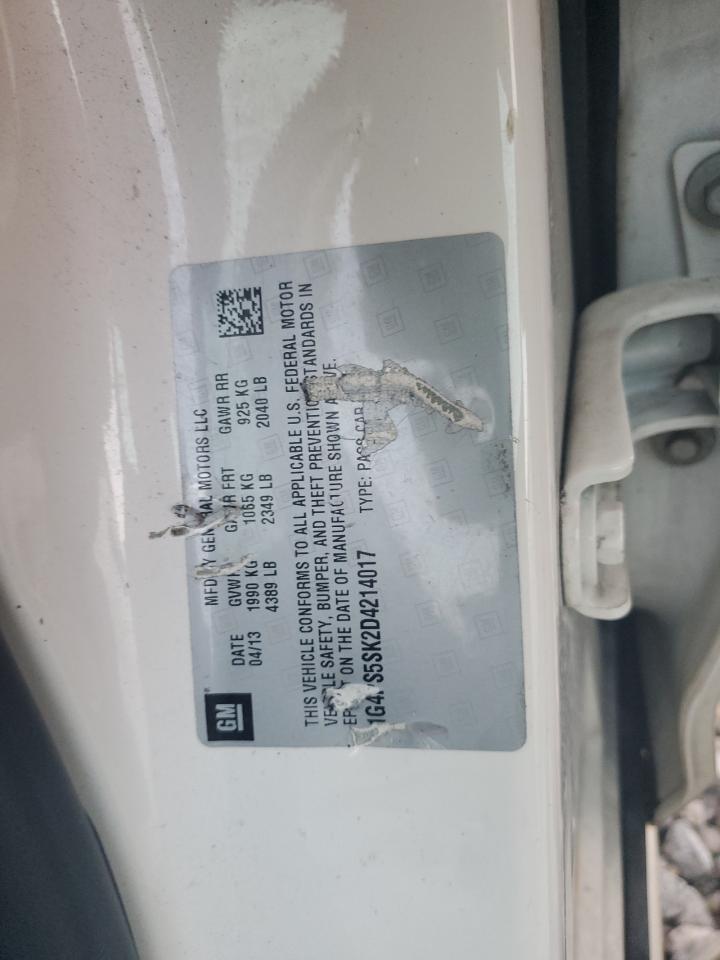 GM
MFD BY GENERAL MOTORS LLC
DATE GVWR GAWR FRT GAWR RR
04/13 1990 KG 1065 KG 925 KG
4389 LB 2349 LB 2040 LB
THIS VEHICLE CONFORMS TO ALL APPLICABLE U.S. FEDERAL MOTOR
VEHICLE SAFETY, BUMPER, AND THEFT PREVENTION STANDARDS IN
EFFECT ON THE DATE OF MANUFACTURE SHOWN ABOVE.
S5SK2D4214017 TYPE: PASS CAR